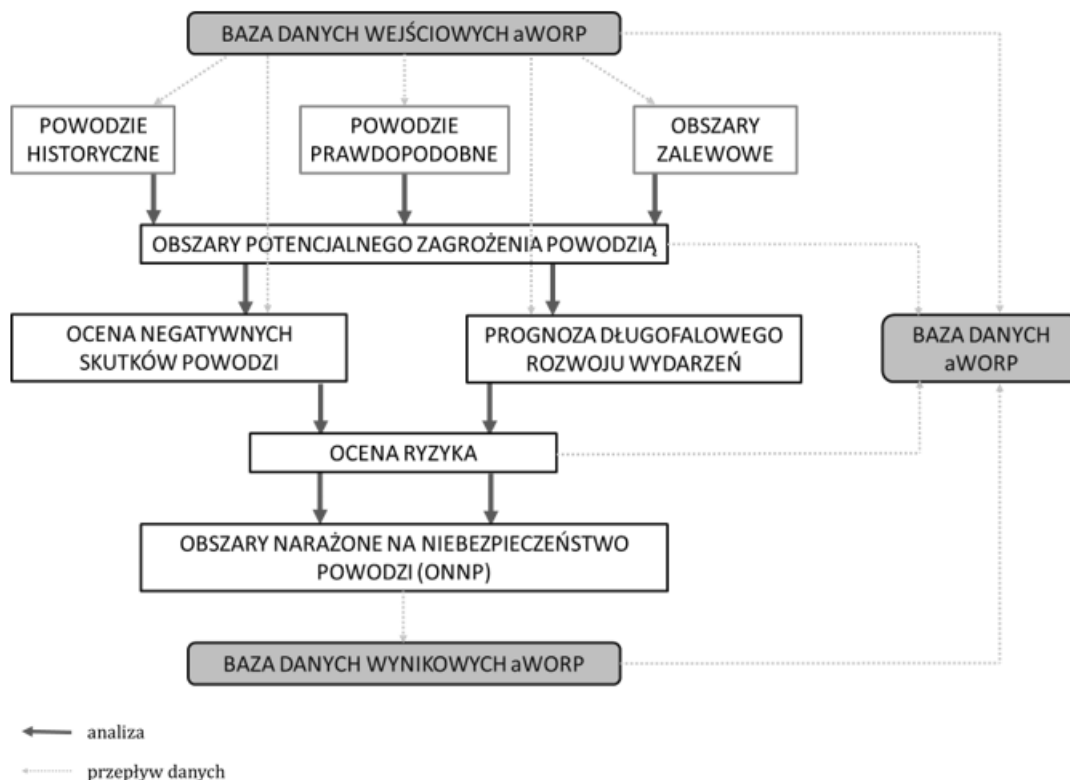 BAZA DANYCH WEJŚCIOWYCH aWORP
POWODZIE
HISTORYCZNE
POWODZIE
PRAWDOPODOBNE
OBSZARY
ZALEWOWE
OBSZARY POTENCJALNEGO ZAGROŻENIA POWODZIĄ
OCENA NEGATYWNYCH
SKUTKÓW POWODZI
PROGNOZA DŁUGOFALOWEGO
ROZWOJU WYDARZEŃ
BAZA DANYCH
aWORP
OCENA RYZYKA
OBSZARY NARAŻONE NA NIEBEZPIECZEŃSTWO
POWODZI (ONNP)
BAZA DANYCH WYNIKOWYCH aWORP
analiza
przepływ danych